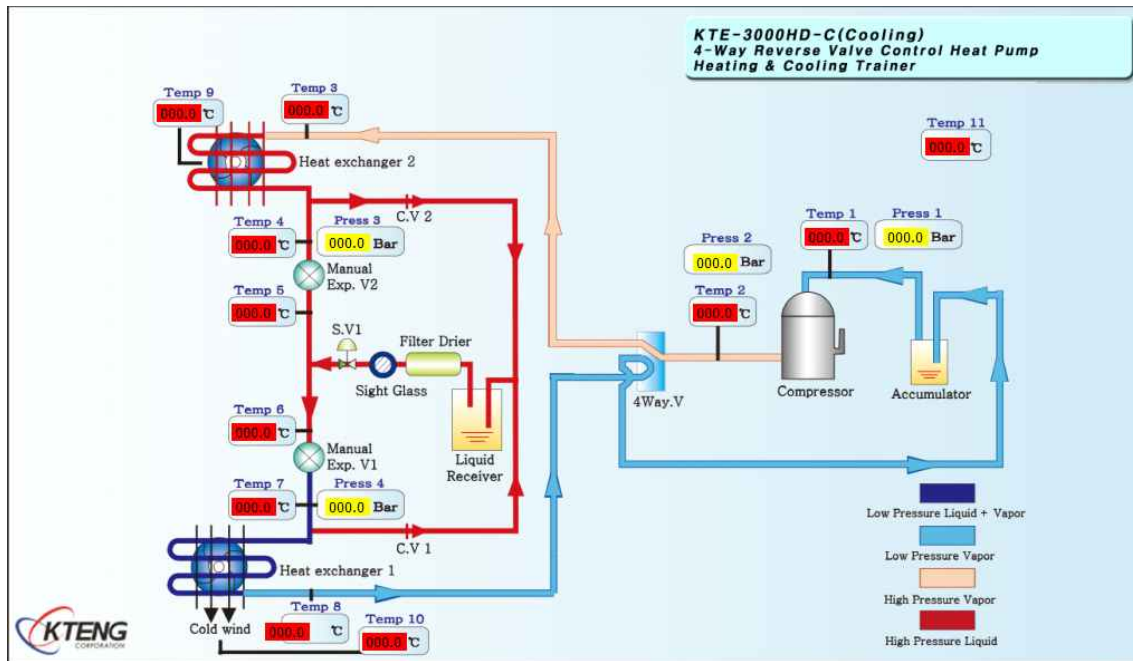 KTE-3000HD-C(Cooling)
4-Way Reverse Valve Control Heat Pump
Heating & Cooling Trainer
Temp 9
000.0 ℃
Temp 3
000.0 ℃
Temp 11
000.0 ℃
Heat exchanger 2
C.V 2
Temp 4
000.0 ℃
Press 3
000.0 Bar
Manual
Exp. V2
Temp 5
000.0 ℃
Temp 1
000.0 ℃
Press 1
000.0 Bar
Press 2
000.0 Bar
Temp 2
000.0 ℃
S.V1
Filter Drier
Sight Glass
4Way.V
Compressor
Accumulator
Temp 6
000.0 ℃
Manual
Exp. V1
Liquid
Receiver
Temp 7
000.0 ℃
Press 4
000.0 Bar
C.V 1
Heat exchanger 1
Cold wind
Temp 8
000.0 ℃
Temp 10
000.0 ℃
Low Pressure Liquid + Vapor
Low Pressure Vapor
High Pressure Vapor
High Pressure Liquid
KTENG
CORPORATION